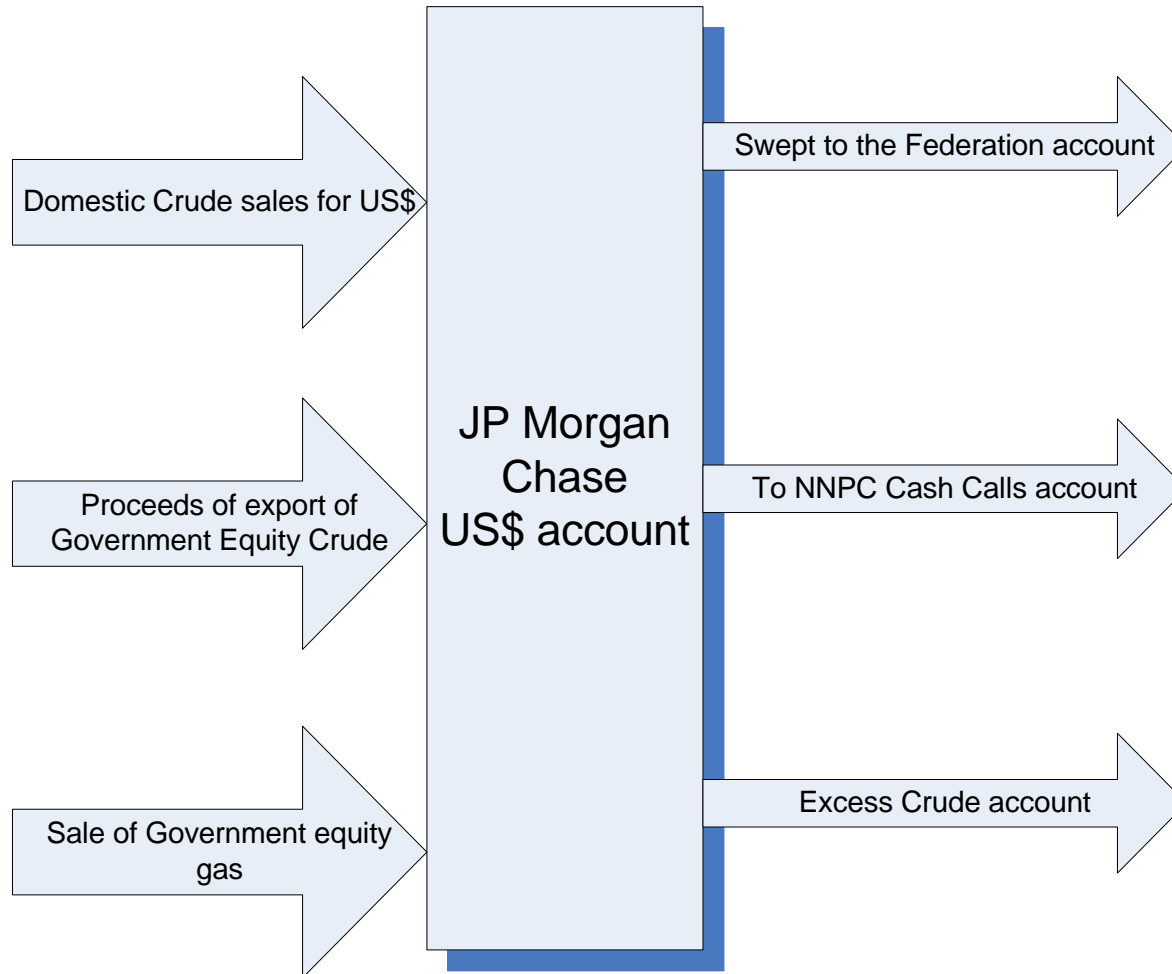 Domestic Crude sales for US$
Proceeds of export of
Government Equity Crude
Sale of Government equity
gas
JP Morgan
Chase
US$ account
Swept to the Federation account
To NNPC Cash Calls account
Excess Crude account